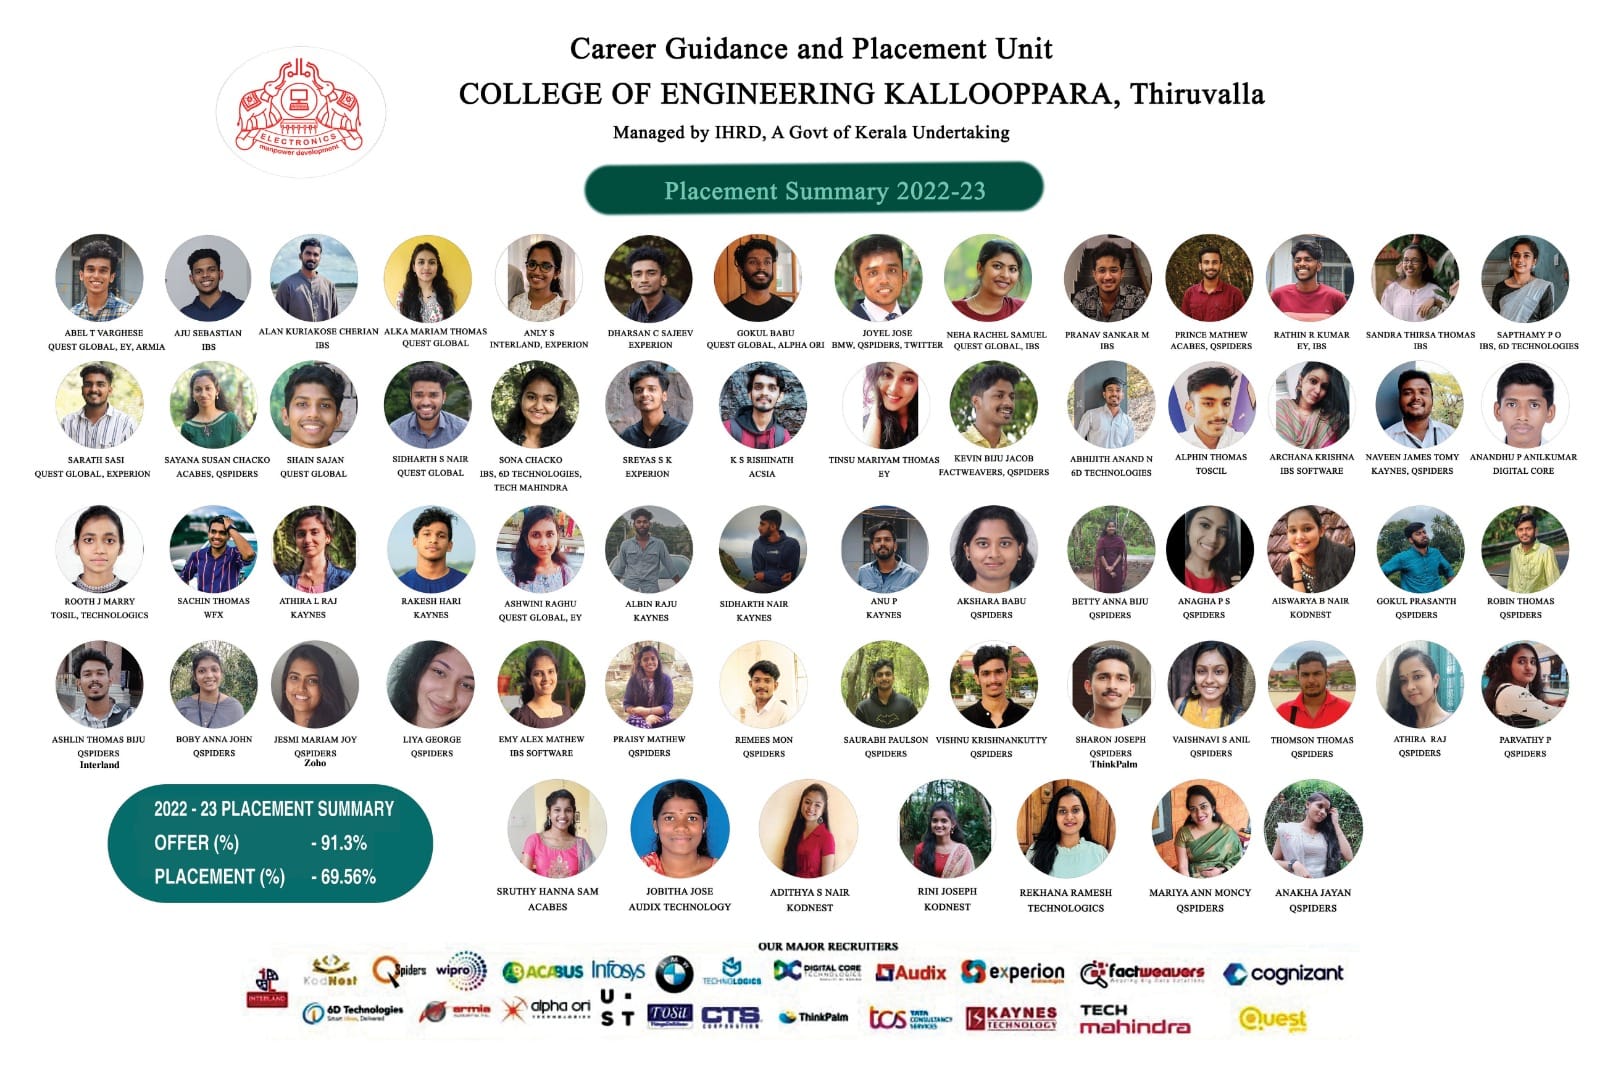 Career Guidance and Placement Unit
COLLEGE OF ENGINEERING KALLOOPPARA, Thiruvalla
Managed by IHRD, A Govt of Kerala Undertaking
ELECTRONICS
manpower development
Placement Summary 2022-23
ABEL T VARGHESE
QUEST GLOBAL, EY, ARMIA
AJU SEBASTIAN
IBS
ALAN KURIAKOSE CHERIAN
IBS
ALKA MARIAM THOMAS
QUEST GLOBAL
ANLY S
INTERLAND, EXPERION
DHARSAN C SAJEEV
EXPERION
GOKUL BABU
QUEST GLOBAL, ALPHA ORI
JOYEL JOSE
BMW, QSPIDERS, TWITTER
NEHA RACHEL SAMUEL
QUEST GLOBAL, IBS
PRANAV SANKAR M
IBS
PRINCE MATHEW
ACABES, QSPIDERS
RATHIN R KUMAR
EY, IBS
SANDRA THIRSA THOMAS
IBS
SAPTHAMY P O
IBS, 6D TECHNOLOGIES
SARATH SASI
QUEST GLOBAL, EXPERION
SAYANA SUSAN CHACKO
ACABES, QSPIDERS
SHAIN SAJAN
QUEST GLOBAL
SIDHARTH S NAIR
QUEST GLOBAL
SONA CHACKO
IBS, 6D TECHNOLOGIES,
TECH MAHINDRA
SREYAS S K
EXPERION
K S RISHINATH
ACSIA
TINSU MARIYAM THOMAS
EY
KEVIN BIJU JACOB
FACTWEAVERS, QSPIDERS
ABHIJITH ANAND N
6D TECHNOLOGIES
ALPHIN THOMAS
TOSCIL
ARCHANA KRISHNA
IBS SOFTWARE
NAVEEN JAMES TOMY
KAYNES, QSPIDERS
ANANDHU P ANILKUMAR
DIGITAL CORE
ROOTH J MARRY
TOSIL, TECHNOLOGICS
SACHIN THOMAS
WFX
ATHIRA L RAJ
KAYNES
RAKESH HARI
KAYNES
ASHWINI RAGHU
QUEST GLOBAL, EY
ALBIN RAJU
KAYNES
SIDHARTH NAIR
KAYNES
ANU P
KAYNES
AKSHARA BABU
QSPIDERS
BETTY ANNA BIJU
QSPIDERS
ANAGHA P S
QSPIDERS
AISWARYA B NAIR
KODNEST
GOKUL PRASANTH
QSPIDERS
ROBIN THOMAS
QSPIDERS
ASHLIN THOMAS BIJU
QSPIDERS
Interland
BOBY ANNA JOHN
QSPIDERS
JESMI MARIAM JOY
QSPIDERS
Zoho
LIYA GEORGE
QSPIDERS
EMY ALEX MATHEW
IBS SOFTWARE
PRAISY MATHEW
QSPIDERS
REMEES MON
QSPIDERS
SAURABH PAULSON
QSPIDERS
VISHNU KRISHNANKUTTY
QSPIDERS
SHARON JOSEPH
QSPIDERS
ThinkPalm
VAISHNAVI S ANIL
QSPIDERS
THOMSON THOMAS
QSPIDERS
ATHIRA RAJ
QSPIDERS
PARVATHY P
QSPIDERS
2022 - 23 PLACEMENT SUMMARY
OFFER (%) - 91.3%
PLACEMENT (%) - 69.56%
SRUTHY HANNA SAM
ACABES
JOBITHA JOSE
AUDIX TECHNOLOGY
ADITHYA S NAIR
KODNEST
RINI JOSEPH
KODNEST
REKHANA RAMESH
TECHNOLOGICS
MARIYA ANN MONCY
QSPIDERS
ANAKHA JAYAN
QSPIDERS
OUR MAJOR RECRUITERS
INTERLAND
KodNest
QSpiders
wipro
ACABUS
Infosys
BMW
TECHNOLOGICS
DIGITAL CORE
TECHNOLOGIES
Audix
experion
technologies
factweavers
cognizant
6D Technologies
armia
alpha ori
TECHNOLOGIES
U·ST
TOSil
CTS
CORPORATION
ThinkPalm
tcs TATA
CONSULTANCY
SERVICES
KAYNES
TECHNOLOGY
TECH
mahindra
Quest